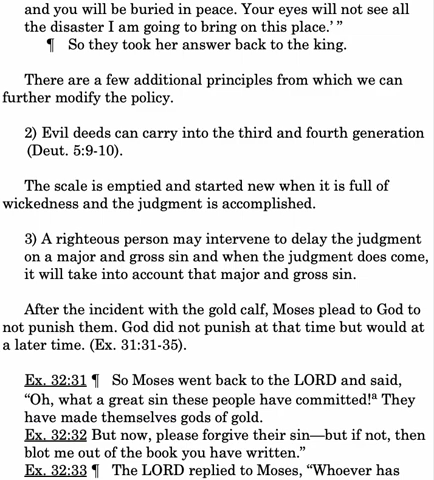 and you will be buried in peace. Your eyes will not see all
the disaster I am going to bring on this place.’ ”
¶ So they took her answer back to the king.
There are a few additional principles from which we can
further modify the policy.
2) Evil deeds can carry into the third and fourth generation
(Deut. 5:9-10).
The scale is emptied and started new when it is full of
wickedness and the judgment is accomplished.
3) A righteous person may intervene to delay the judgment
on a major and gross sin and when the judgment does come,
it will take into account that major and gross sin.
After the incident with the gold calf, Moses plead to God to
not punish them. God did not punish at that time but would at
a later time. (Ex. 31:31-35).
Ex. 32:31 ¶ So Moses went back to the LORD and said,
“Oh, what a great sin these people have committed!a They
have made themselves gods of gold.
Ex. 32:32 But now, please forgive their sin—but if not, then
blot me out of the book you have written.”
Ex. 32:33 ¶ The LORD replied to Moses, “Whoever has